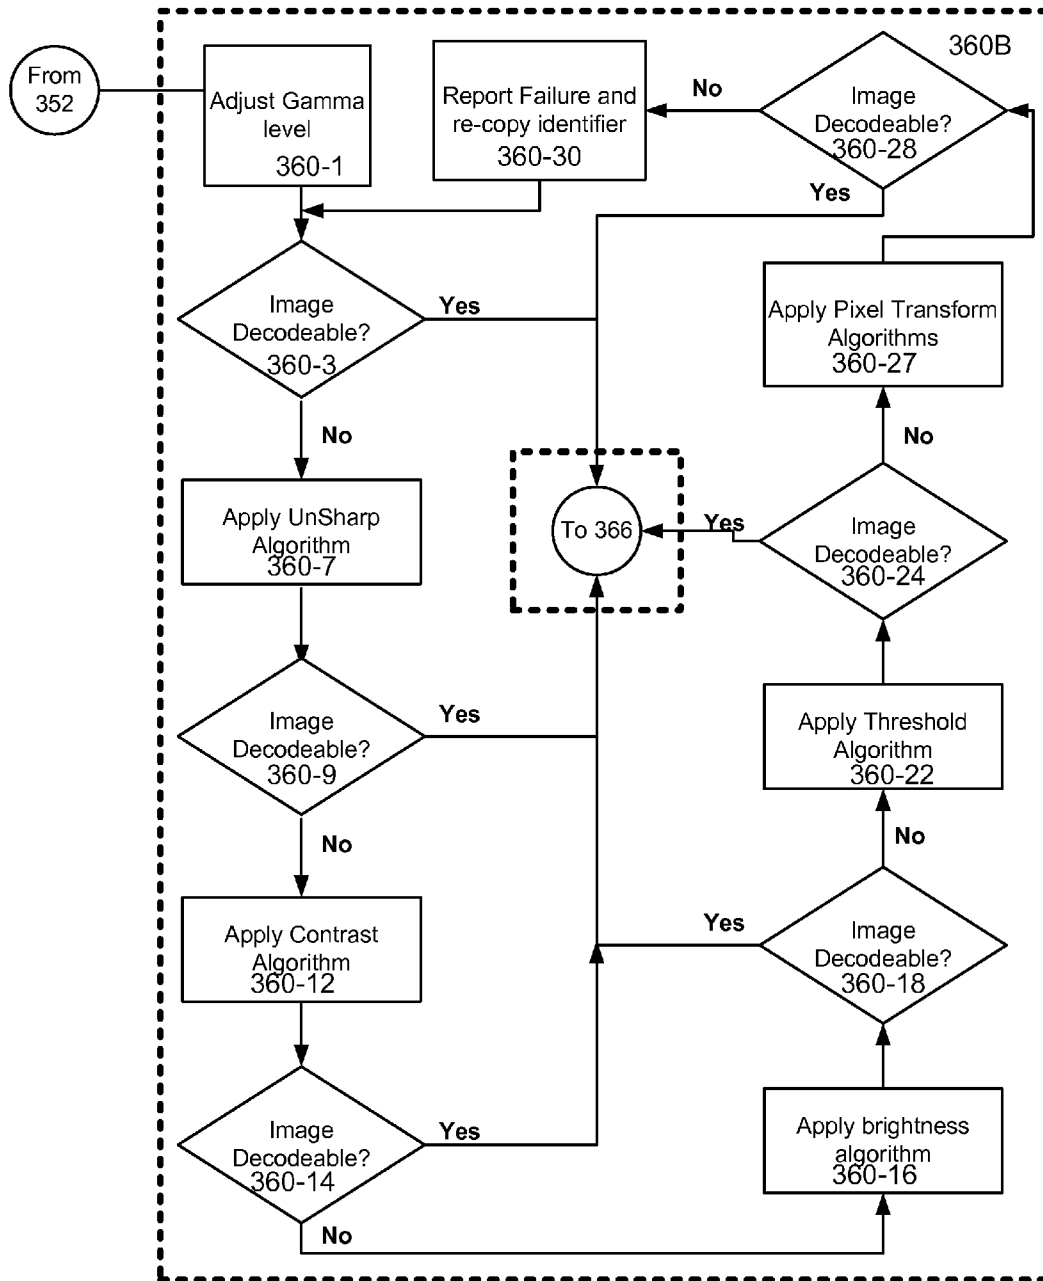 From
352
Adjust Gamma
level
360-1
Report Failure and
re-copy identifier
360-30
No
Image
Decodeable?
360-28
360B
Yes
Image
Decodeable?
360-3
Yes
No
Apply UnSharp
Algorithm
360-7
Image
Decodeable?
360-9
Yes
No
Apply Contrast
Algorithm
360-12
Image
Decodeable?
360-14
Yes
No
To 366
Apply Pixel Transform
Algorithms
360-27
No
Yes
Image
Decodeable?
360-24
Apply Threshold
Algorithm
360-22
No
Yes
Image
Decodeable?
360-18
Apply brightness
algorithm
360-16